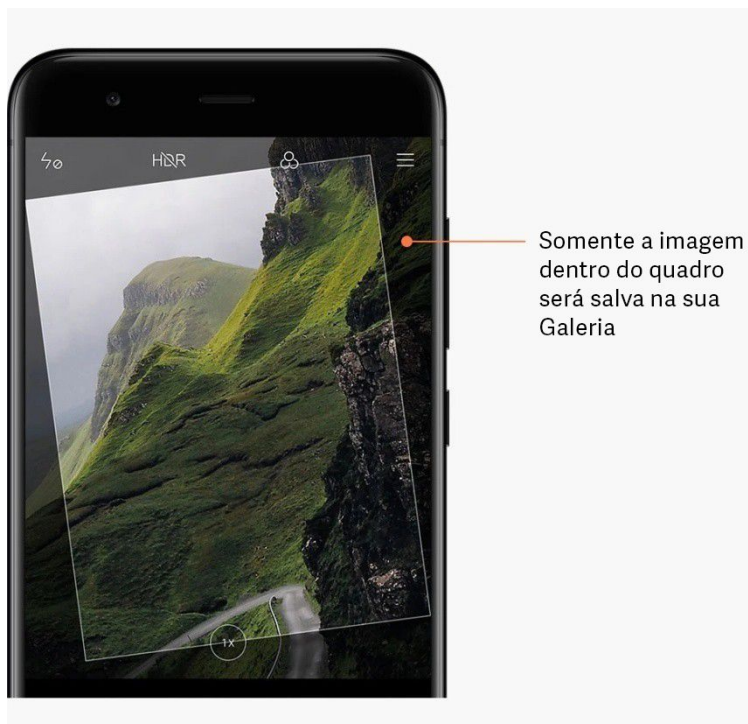 HDR
1X
Somente a imagem
dentro do quadro
será salva na sua
Galeria